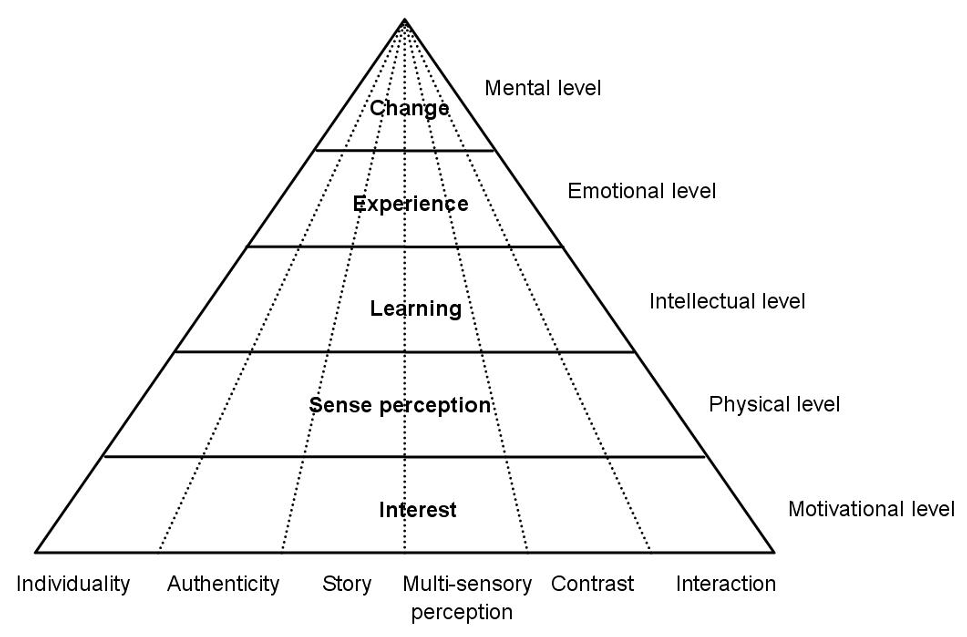 Change
Mental level
Experience
Emotional level
Learning
Intellectual level
Sense perception
Physical level
Interest
Motivational level
Individuality
Authenticity
Story
Multi-sensory
perception
Contrast
Interaction